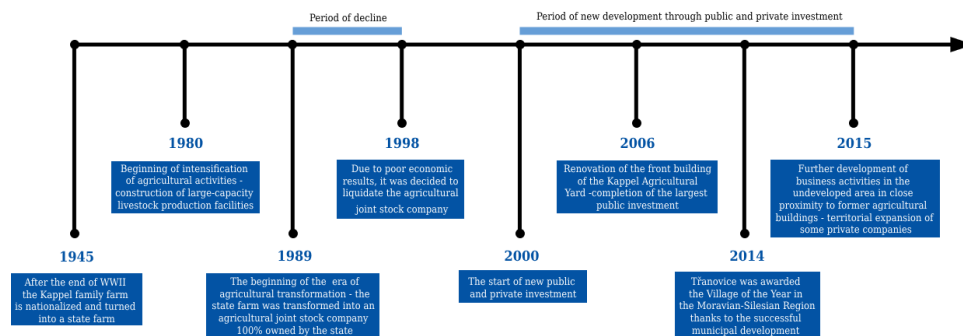 Period of decline
Period of new development through public and private investment
1980
Beginning of intensification
of agricultural activities -
construction of large-capacity
livestock production facilities
1998
Due to poor economic
results, it was decided to
liquidate the agricultural
joint stock company
2006
Renovation of the front building
of the Kappel Agricultural
Yard -completion of the largest
public investment
2015
Further development of
business activities in the
undeveloped area in close
proximity to former agricultural
buildings - territorial expansion of
some private companies
1945
After the end of WWII
the Kappel family farm
is nationalized and turned
into a state farm
1989
The beginning of the era of
agricultural transformation - the
state farm was transformed into an
agricultural joint stock company
100% owned by the state
2000
The start of new public
and private investment
2014
Třanovice was awarded
the Village of the Year in
the Moravian-Silesian Region
thanks to the successful
municipal development